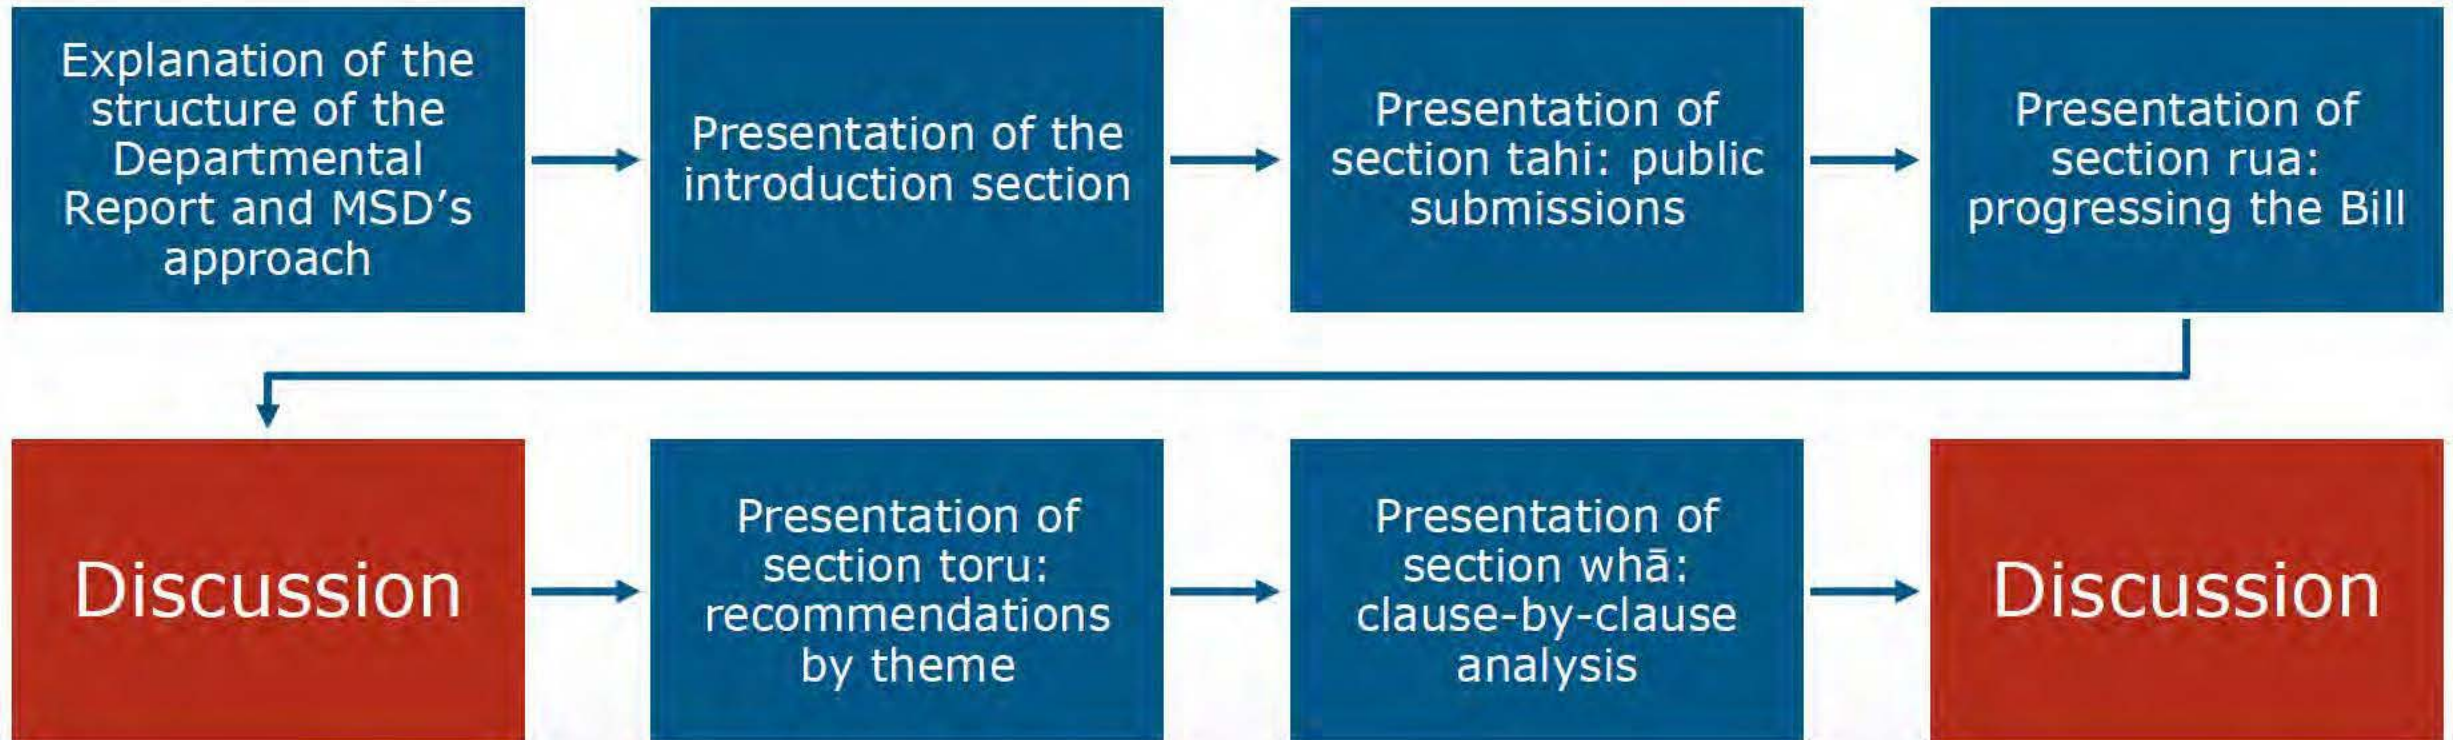 Explanation of the
structure of the
Departmental
Report and MSD’s
approach
Presentation of the
introduction section
Presentation of
section tahi: public
submissions
Presentation of
section rua:
progressing the Bill
Discussion
Presentation of
section toru:
recommendations
by theme
Presentation of
section whā:
clause-by-clause
analysis
Discussion